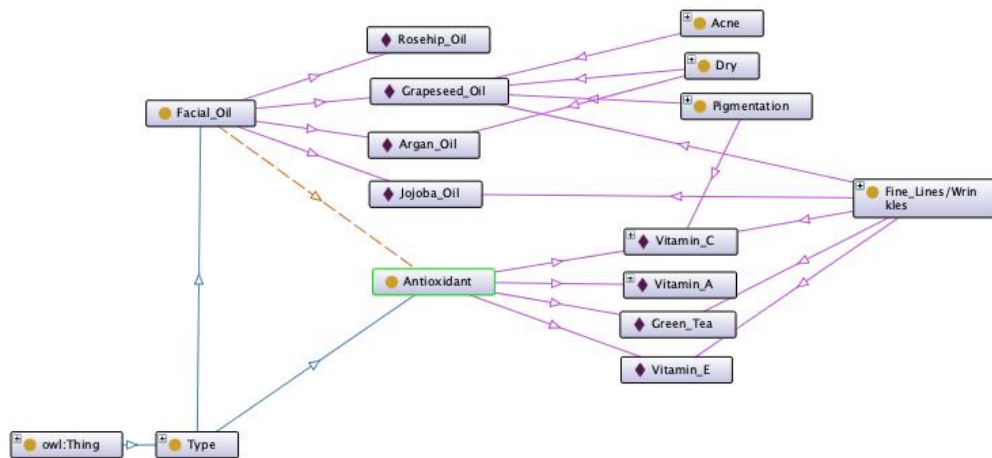 Acne
Rosehip_Oil
Dry
Grapeseed_Oil
Pigmentation
Facial_Oil
Argan_Oil
Jojoba_Oil
Fine_Lines/Wrin
kles
Vitamin_C
Antioxidant
Vitamin_A
Green_Tea
Vitamin_E
owl:Thing
Type